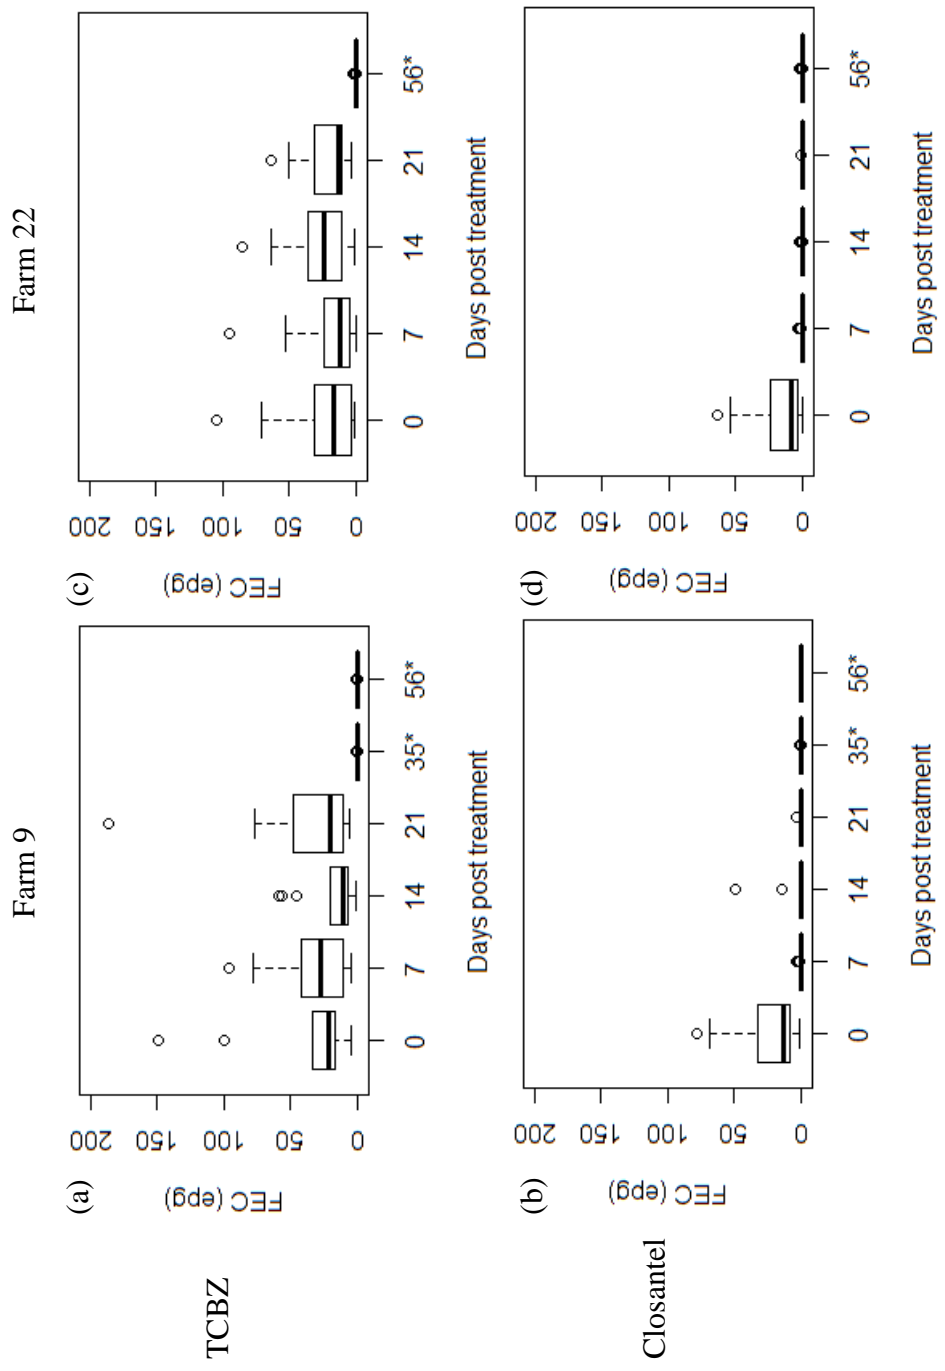 Farm 9
Farm 22
TCBZ
(a)
FEC (epg)
0 50 100 150 200
0 7 14 21 35* 56*
Days post treatment
(c)
FEC (epg)
0 50 100 150 200
0 7 14 21 56*
Days post treatment
Closantel
(b)
FEC (epg)
0 50 100 150 200
0 7 14 21 35* 56*
Days post treatment
(d)
FEC (epg)
0 50 100 150 200
0 7 14 21 56*
Days post treatment